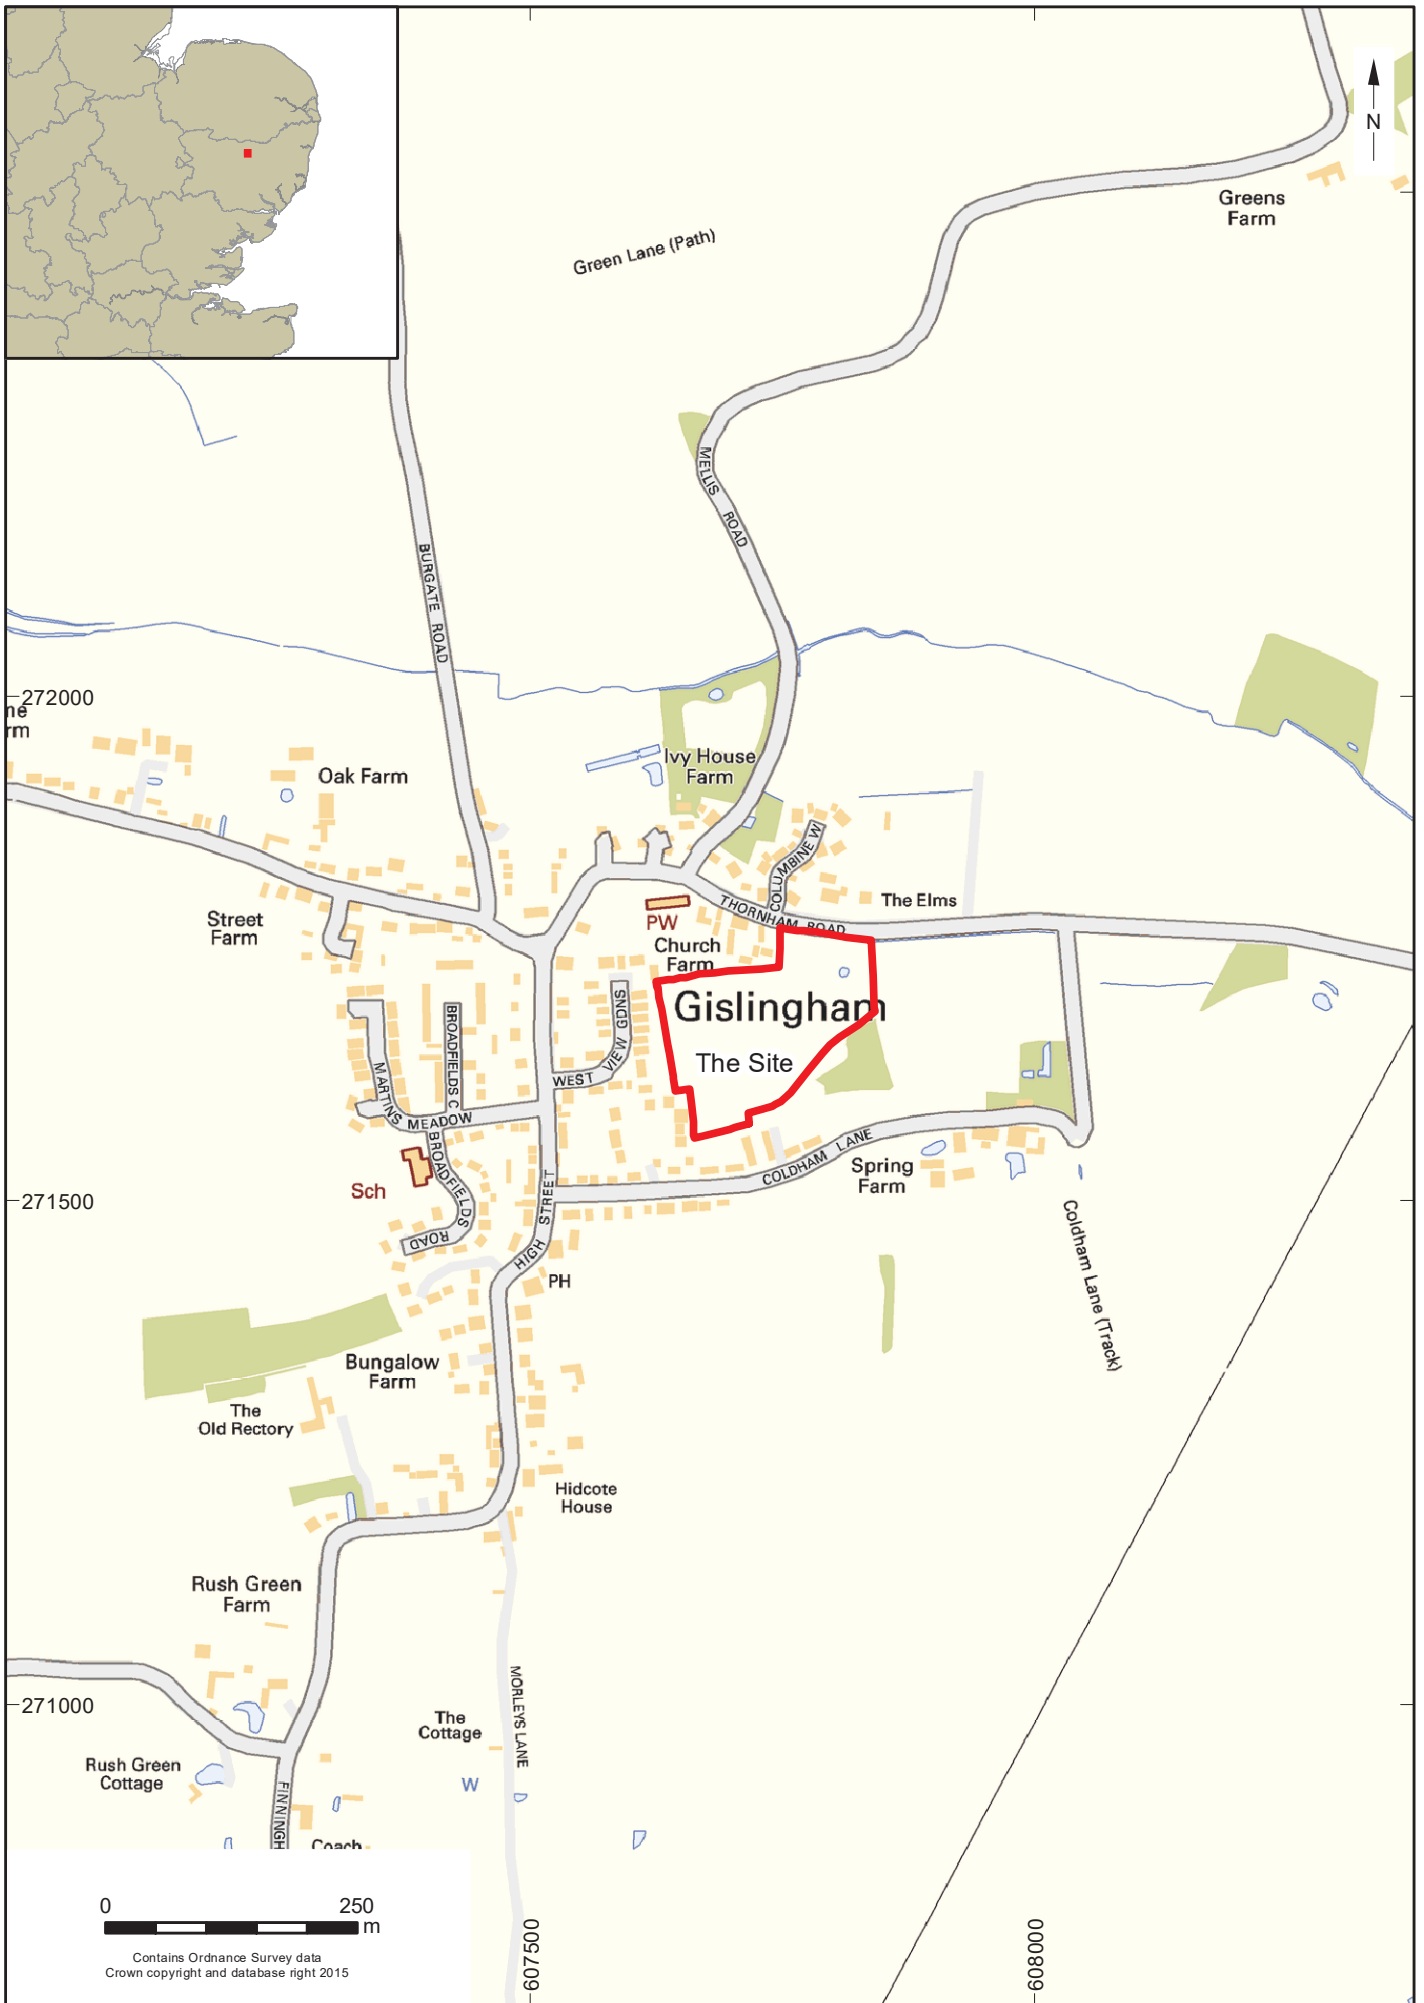 N
Greens
Farm
Green Lane (Path)
MELLIS ROAD
BURGATE ROAD
272000
ne
rm
Oak Farm
Ivy House
Farm
COLUMBINE W
The Elms
THORNHAM ROAD
PW
Church
Farm
Street
Farm
Gislingham
The Site
WEST VIEW GDNS
BROADFIELDS C
MARTINS MEADOW
BROADFIELDS ROAD
Sch
271500
HIGH STREET
COLDHAM LANE
Spring
Farm
Coldham Lane (Track)
PH
Bungalow
Farm
The
Old Rectory
Hidcote
House
Rush Green
Farm
271000
MORLEYS LANE
The
Cottage
Rush Green
Cottage
W
FINNINGH
Coach
0 250
m
Contains Ordnance Survey data
Crown copyright and database right 2015
607500
608000